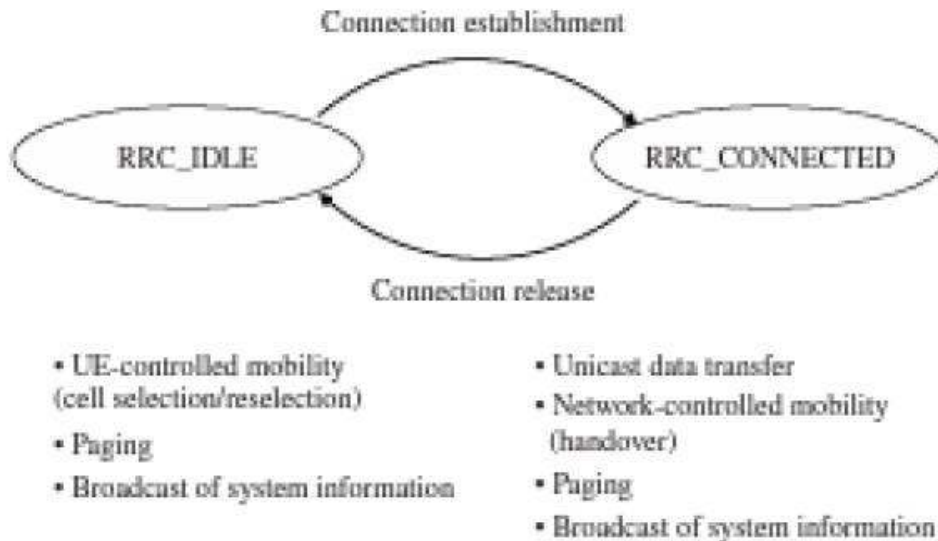 Connection establishment
RRC_IDLE
RRC_CONNECTED
Connection release
• UE-controlled mobility
(cell selection/reselection)
• Paging
• Broadcast of system information
• Unicast data transfer
• Network-controlled mobility
(handover)
• Paging
• Broadcast of system information